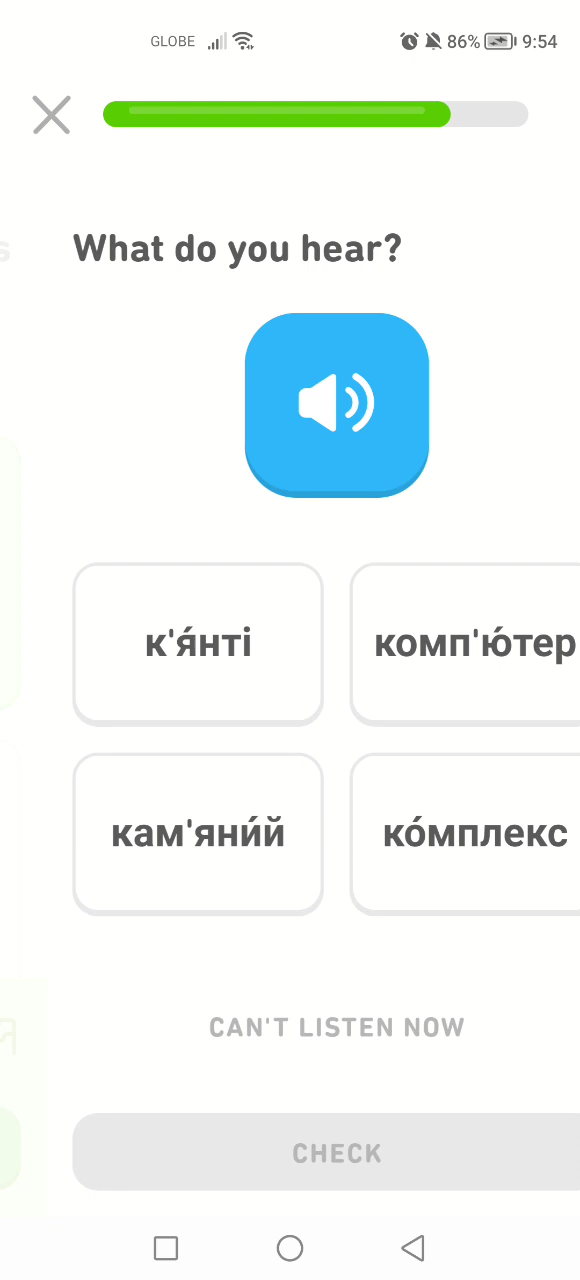 GLOBE 86% 9:54
What do you hear?
к'я́нті комп'ю́тер
кам'яни́й ко́мплекс
CAN'T LISTEN NOW
CHECK